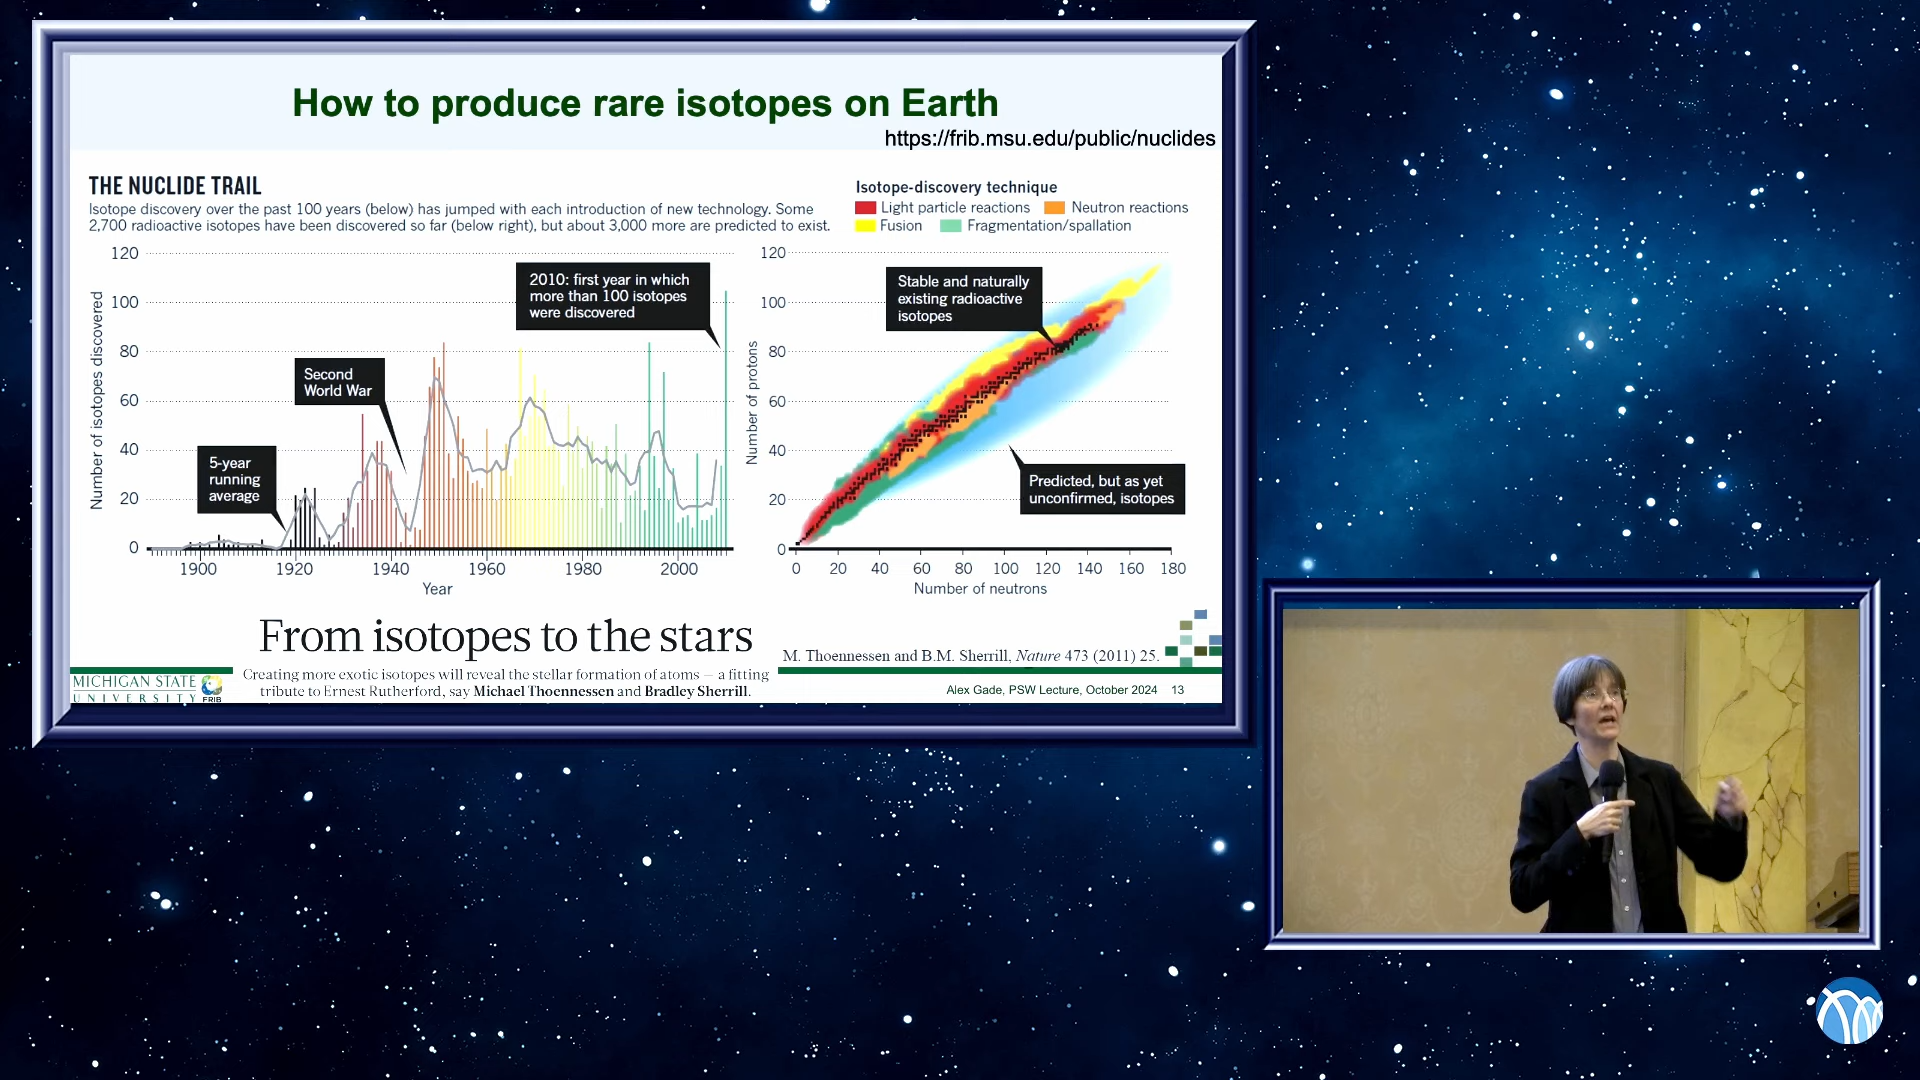 How to produce rare isotopes on Earth
https://frib.msu.edu/public/nuclides
THE NUCLIDE TRAIL
Isotope discovery over the past 100 years (below) has jumped with each introduction of new technology. Some
2,700 radioactive isotopes have been discovered so far (below right), but about 3,000 more are predicted to exist.
Isotope-discovery technique
Light particle reactions
Neutron reactions
Fusion
Fragmentation/spallation
120
100
80
60
40
20
0
Number of isotopes discovered
5-year
running
average
Second
World War
2010: first year in which
more than 100 isotopes
were discovered
1900
1920
1940
1960
1980
2000
Year
120
100
80
60
40
20
0
Number of protons
Stable and naturally
existing radioactive
isotopes
Predicted, but as yet
unconfirmed, isotopes
0
20
40
60
80
100
120
140
160
180
Number of neutrons
From isotopes to the stars
Creating more exotic isotopes will reveal the stellar formation of atoms — a fitting
tribute to Ernest Rutherford, say Michael Thoennessen and Bradley Sherrill.
M. Thoennessen and B.M. Sherrill, Nature 473 (2011) 25.
MICHIGAN STATE
UNIVERSITY
FRIB
Alex Gade, PSW Lecture, October 2024
13